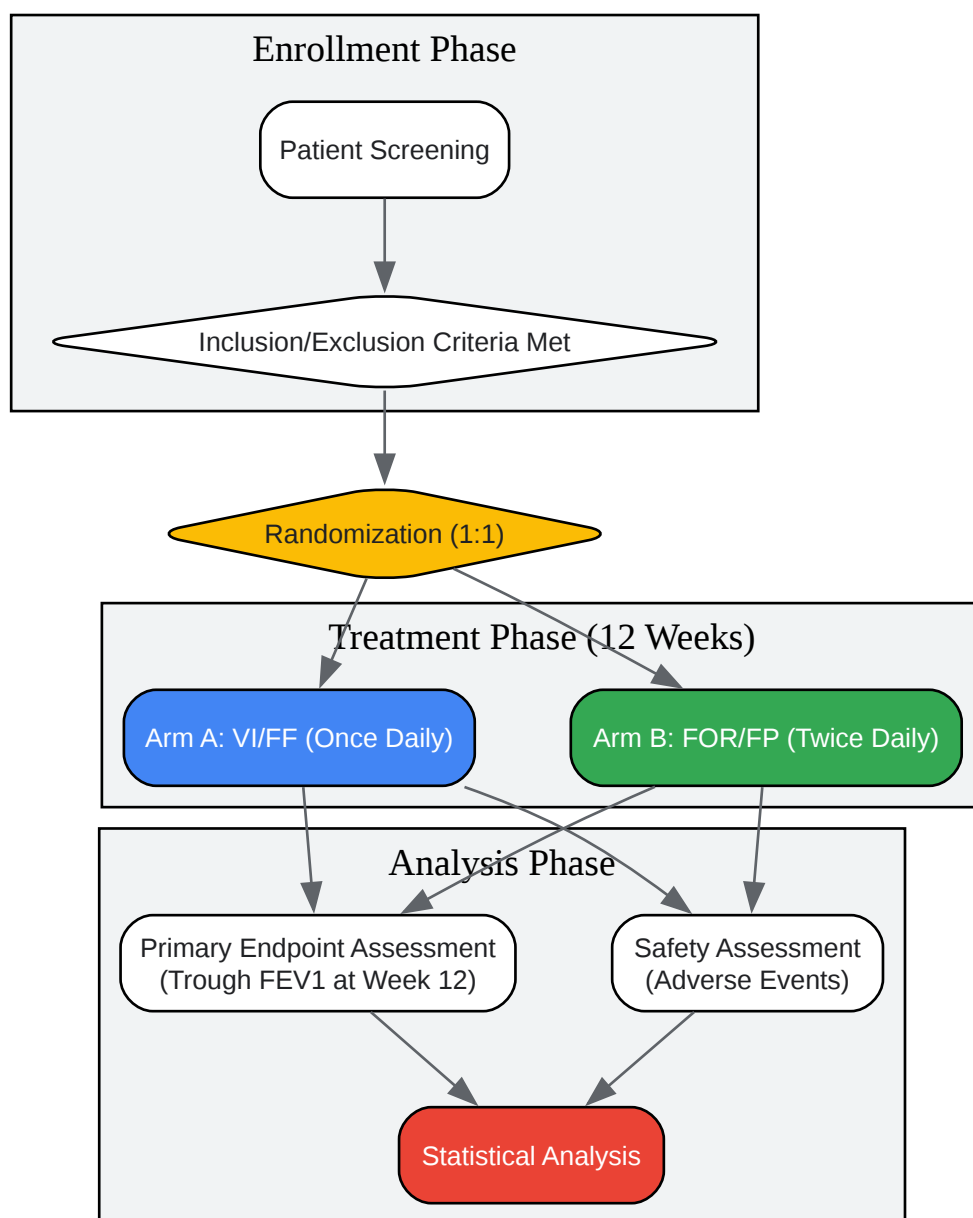 Enrollment Phase
Patient Screening
Inclusion/Exclusion Criteria Met
Randomization (1:1)
Treatment Phase (12 Weeks)
Arm A: VI/FF (Once Daily)
Arm B: FOR/FP (Twice Daily)
Analysis Phase
Primary Endpoint Assessment
(Trough FEV1 at Week 12)
Safety Assessment
(Adverse Events)
Statistical Analysis